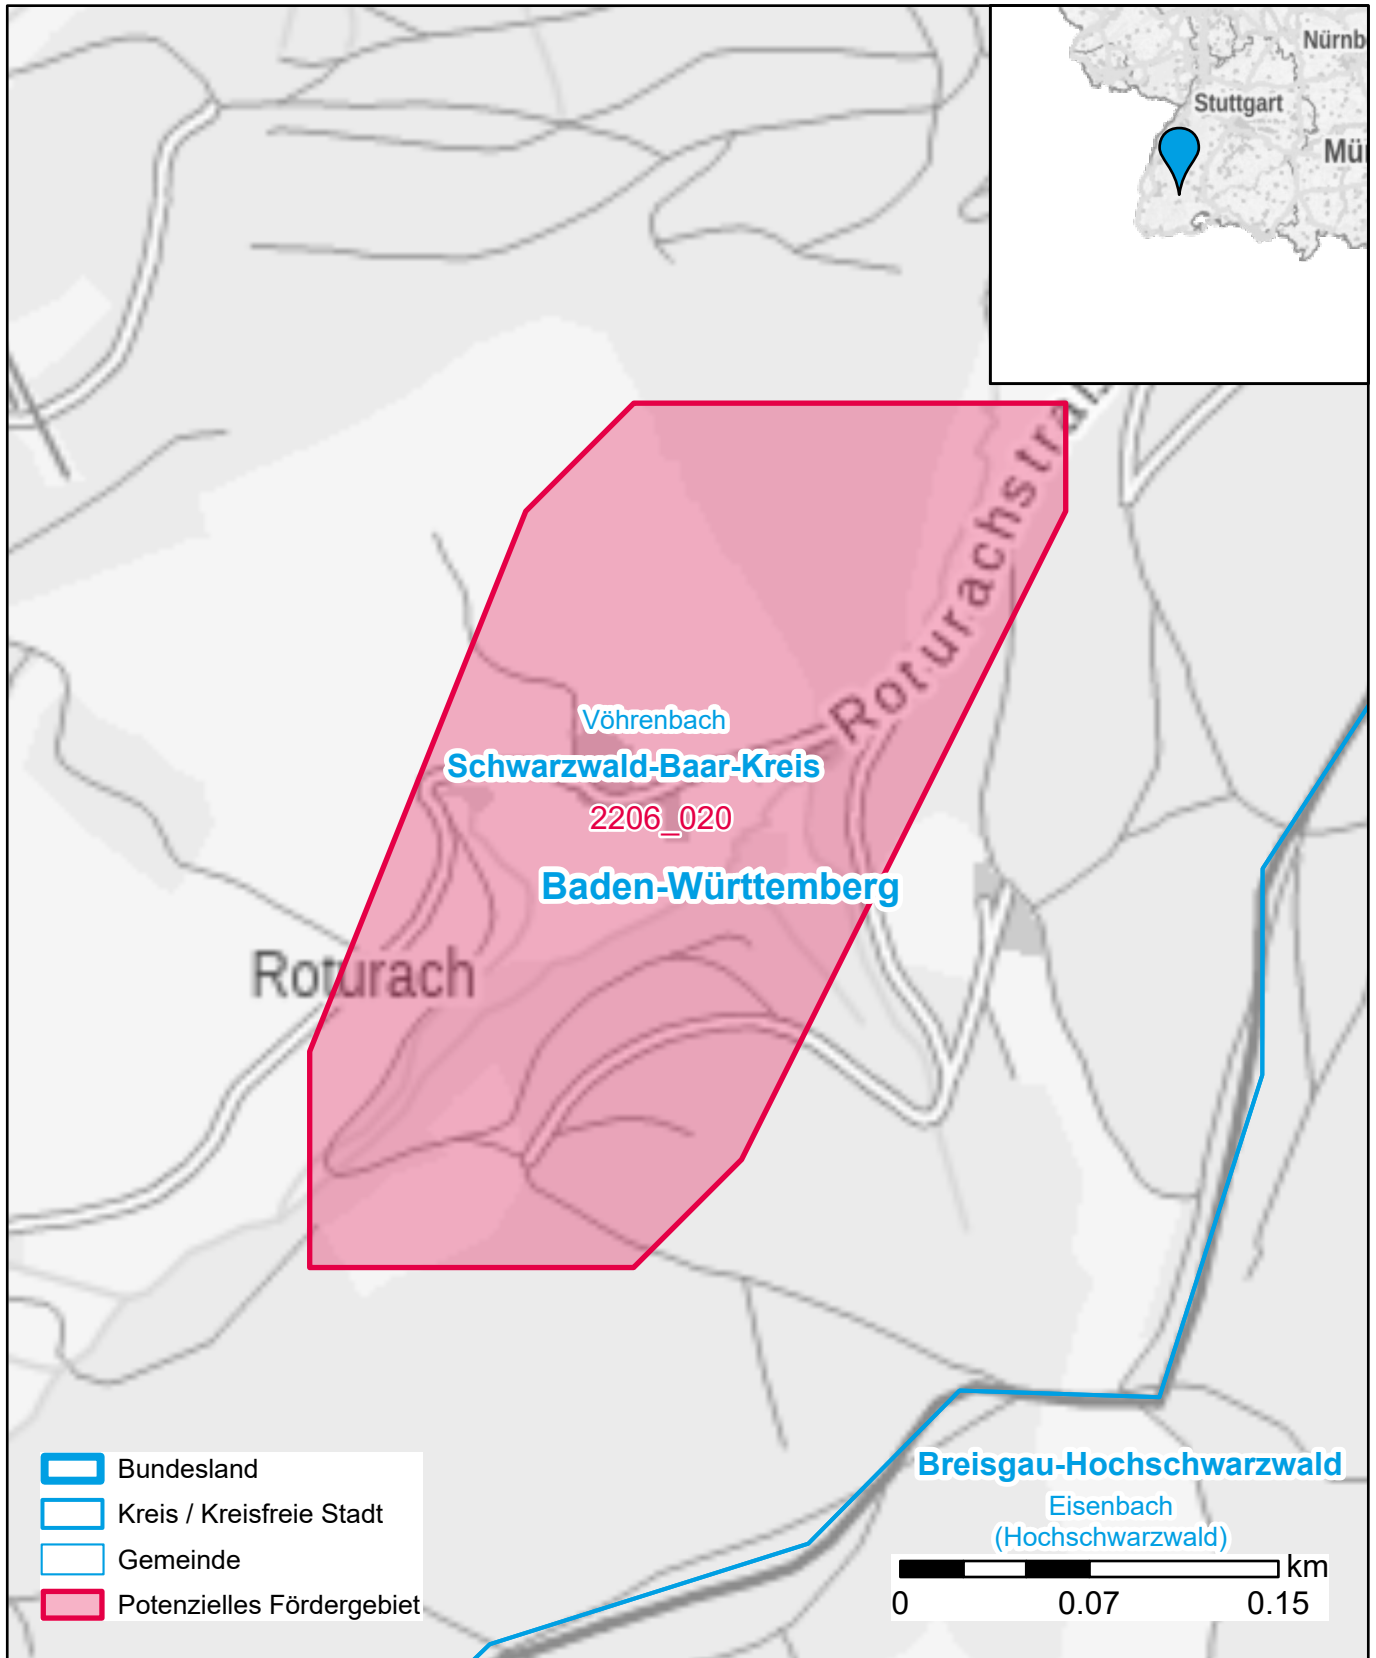 Nürnb
Stuttgart
Mü
Roturachstraß
Vöhrenbach
Schwarzwald-Baar-Kreis
2206_020
Baden-Württemberg
Roturach
Breisgau-Hochschwarzwald
Eisenbach
(Hochschwarzwald)
Bundesland
Kreis / Kreisfreie Stadt
Gemeinde
Potenzielles Fördergebiet
km
0 0.07 0.15